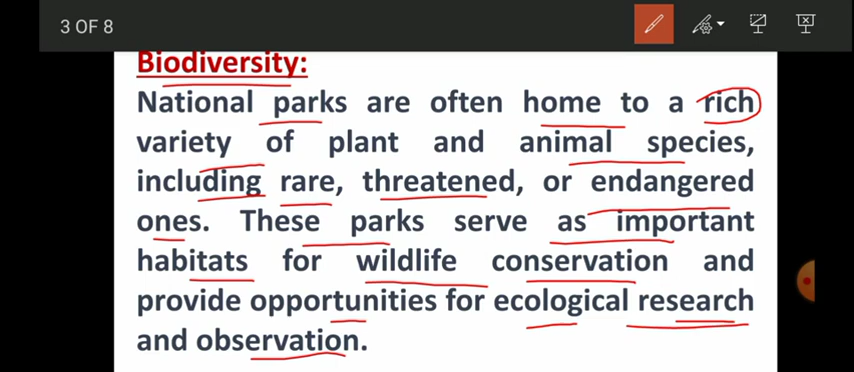 3 OF 8
Biodiversity:
National parks are often home to a rich
variety of plant and animal species,
including rare, threatened, or endangered
ones. These parks serve as important
habitats for wildlife conservation and
provide opportunities for ecological research
and observation.